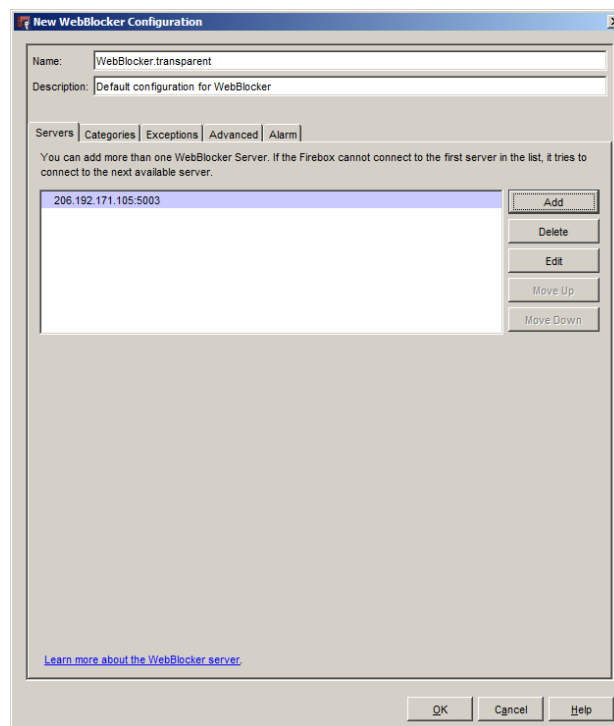 New WebBlocker Configuration
Name: WebBlocker.transparent
Description: Default configuration for WebBlocker
Servers Categories Exceptions Advanced Alarm
You can add more than one WebBlocker Server. If the Firebox cannot connect to the first server in the list, it tries to
connect to the next available server.
206.192.171.105:5003
Add
Delete
Edit
Move Up
Move Down
Learn more about the WebBlocker server.
OK Cancel Help